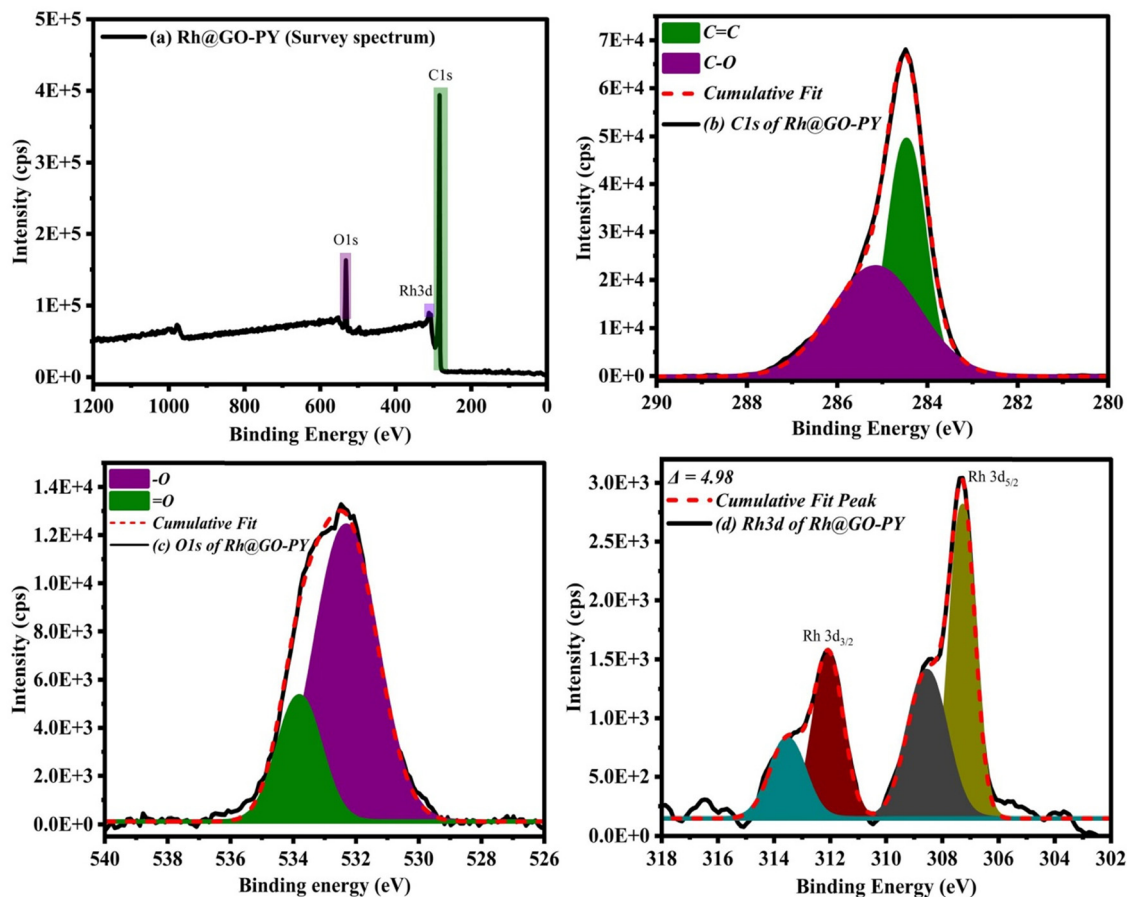 (a) Rh@GO-PY (Survey spectrum)
C1s
O1s
Rh3d
5E+5
4E+5
3E+5
2E+5
1E+5
0E+0
1200 1000 800 600 400 200 0
Intensity (cps)
Binding Energy (eV)
C=C
C-O
Cumulative Fit
(b) C1s of Rh@GO-PY
7E+4
6E+4
5E+4
4E+4
3E+4
2E+4
1E+4
0E+0
290 288 286 284 282 280
Intensity (cps)
Binding Energy (eV)
-O
=O
Cumulative Fit
(c) O1s of Rh@GO-PY
1.4E+4
1.2E+4
1.0E+4
8.0E+3
6.0E+3
4.0E+3
2.0E+3
0.0E+0
540 538 536 534 532 530 528 526
Intensity (cps)
Binding energy (eV)
Δ = 4.98
Cumulative Fit Peak
(d) Rh3d of Rh@GO-PY
Rh 3d5/2
Rh 3d3/2
3.0E+3
2.5E+3
2.0E+3
1.5E+3
1.0E+3
5.0E+2
0.0E+0
318 316 314 312 310 308 306 304 302
Intensity (cps)
Binding Energy (eV)